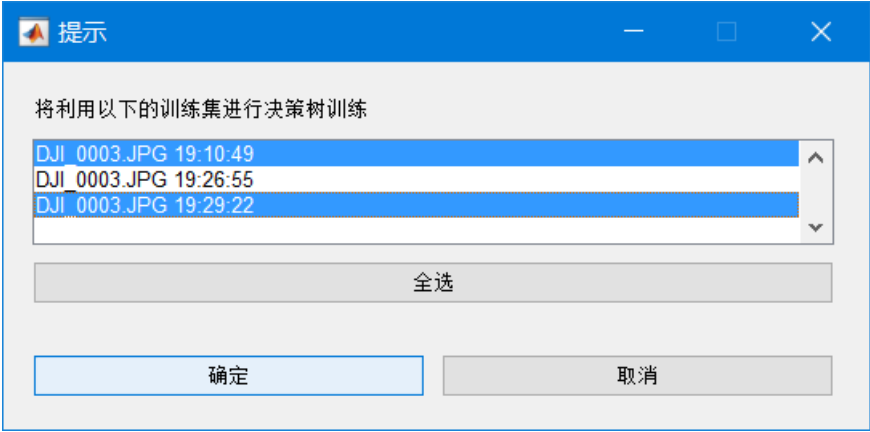 提示
将利用以下的训练集进行决策树训练
DJI_0003.JPG 19:10:49
DJI_0003.JPG 19:26:55
DJI_0003.JPG 19:29:22
全选
确定
取消